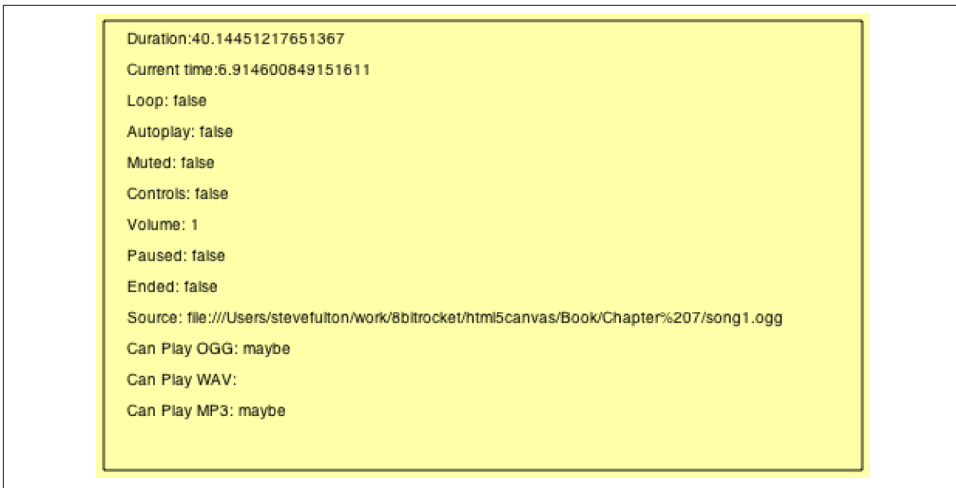 Duration:40.14451217651367
Current time:6.914600849151611
Loop: false
Autoplay: false
Muted: false
Controls: false
Volume: 1
Paused: false
Ended: false
Source: file:///Users/stevefulton/work/8bitrocket/html5canvas/Book/Chapter%207/song1.ogg
Can Play OGG: maybe
Can Play WAV:
Can Play MP3: maybe